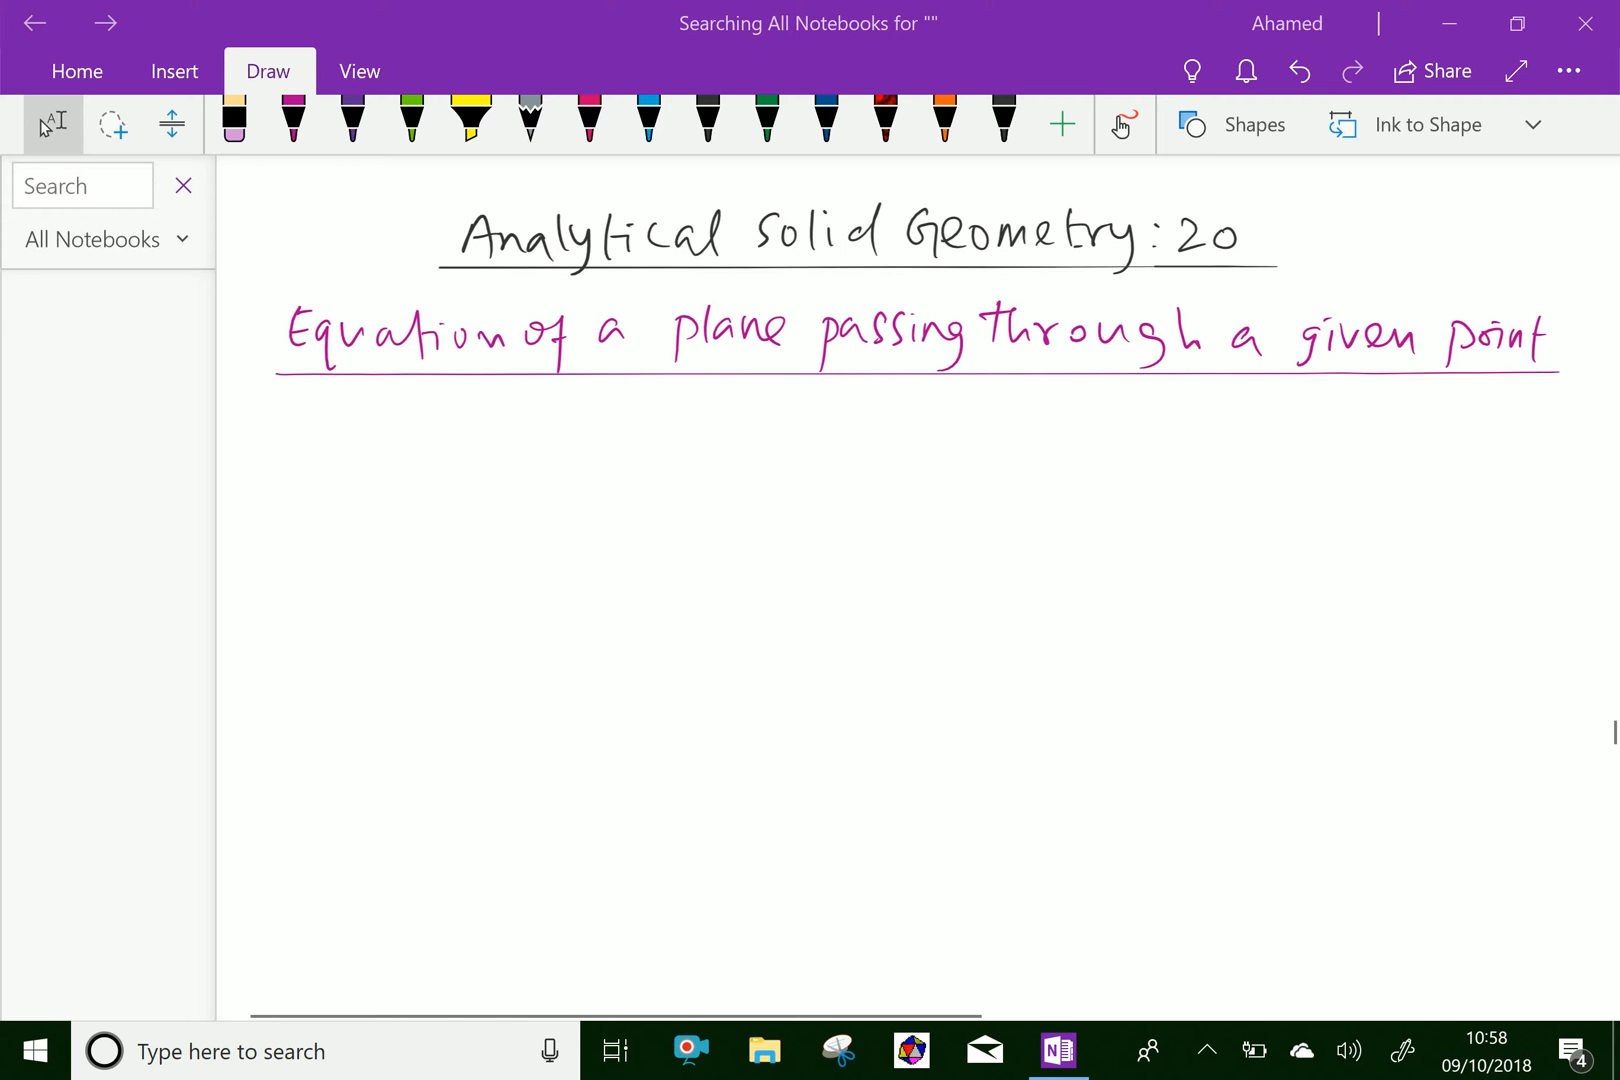 Searching All Notebooks for ""
Ahamed
Home Insert Draw View
Share
Shapes
Ink to Shape
Search
All Notebooks
Analytical Solid Geometry: 20
Equation of a plane passing through a given point
Type here to search
10:58
09/10/2018
4